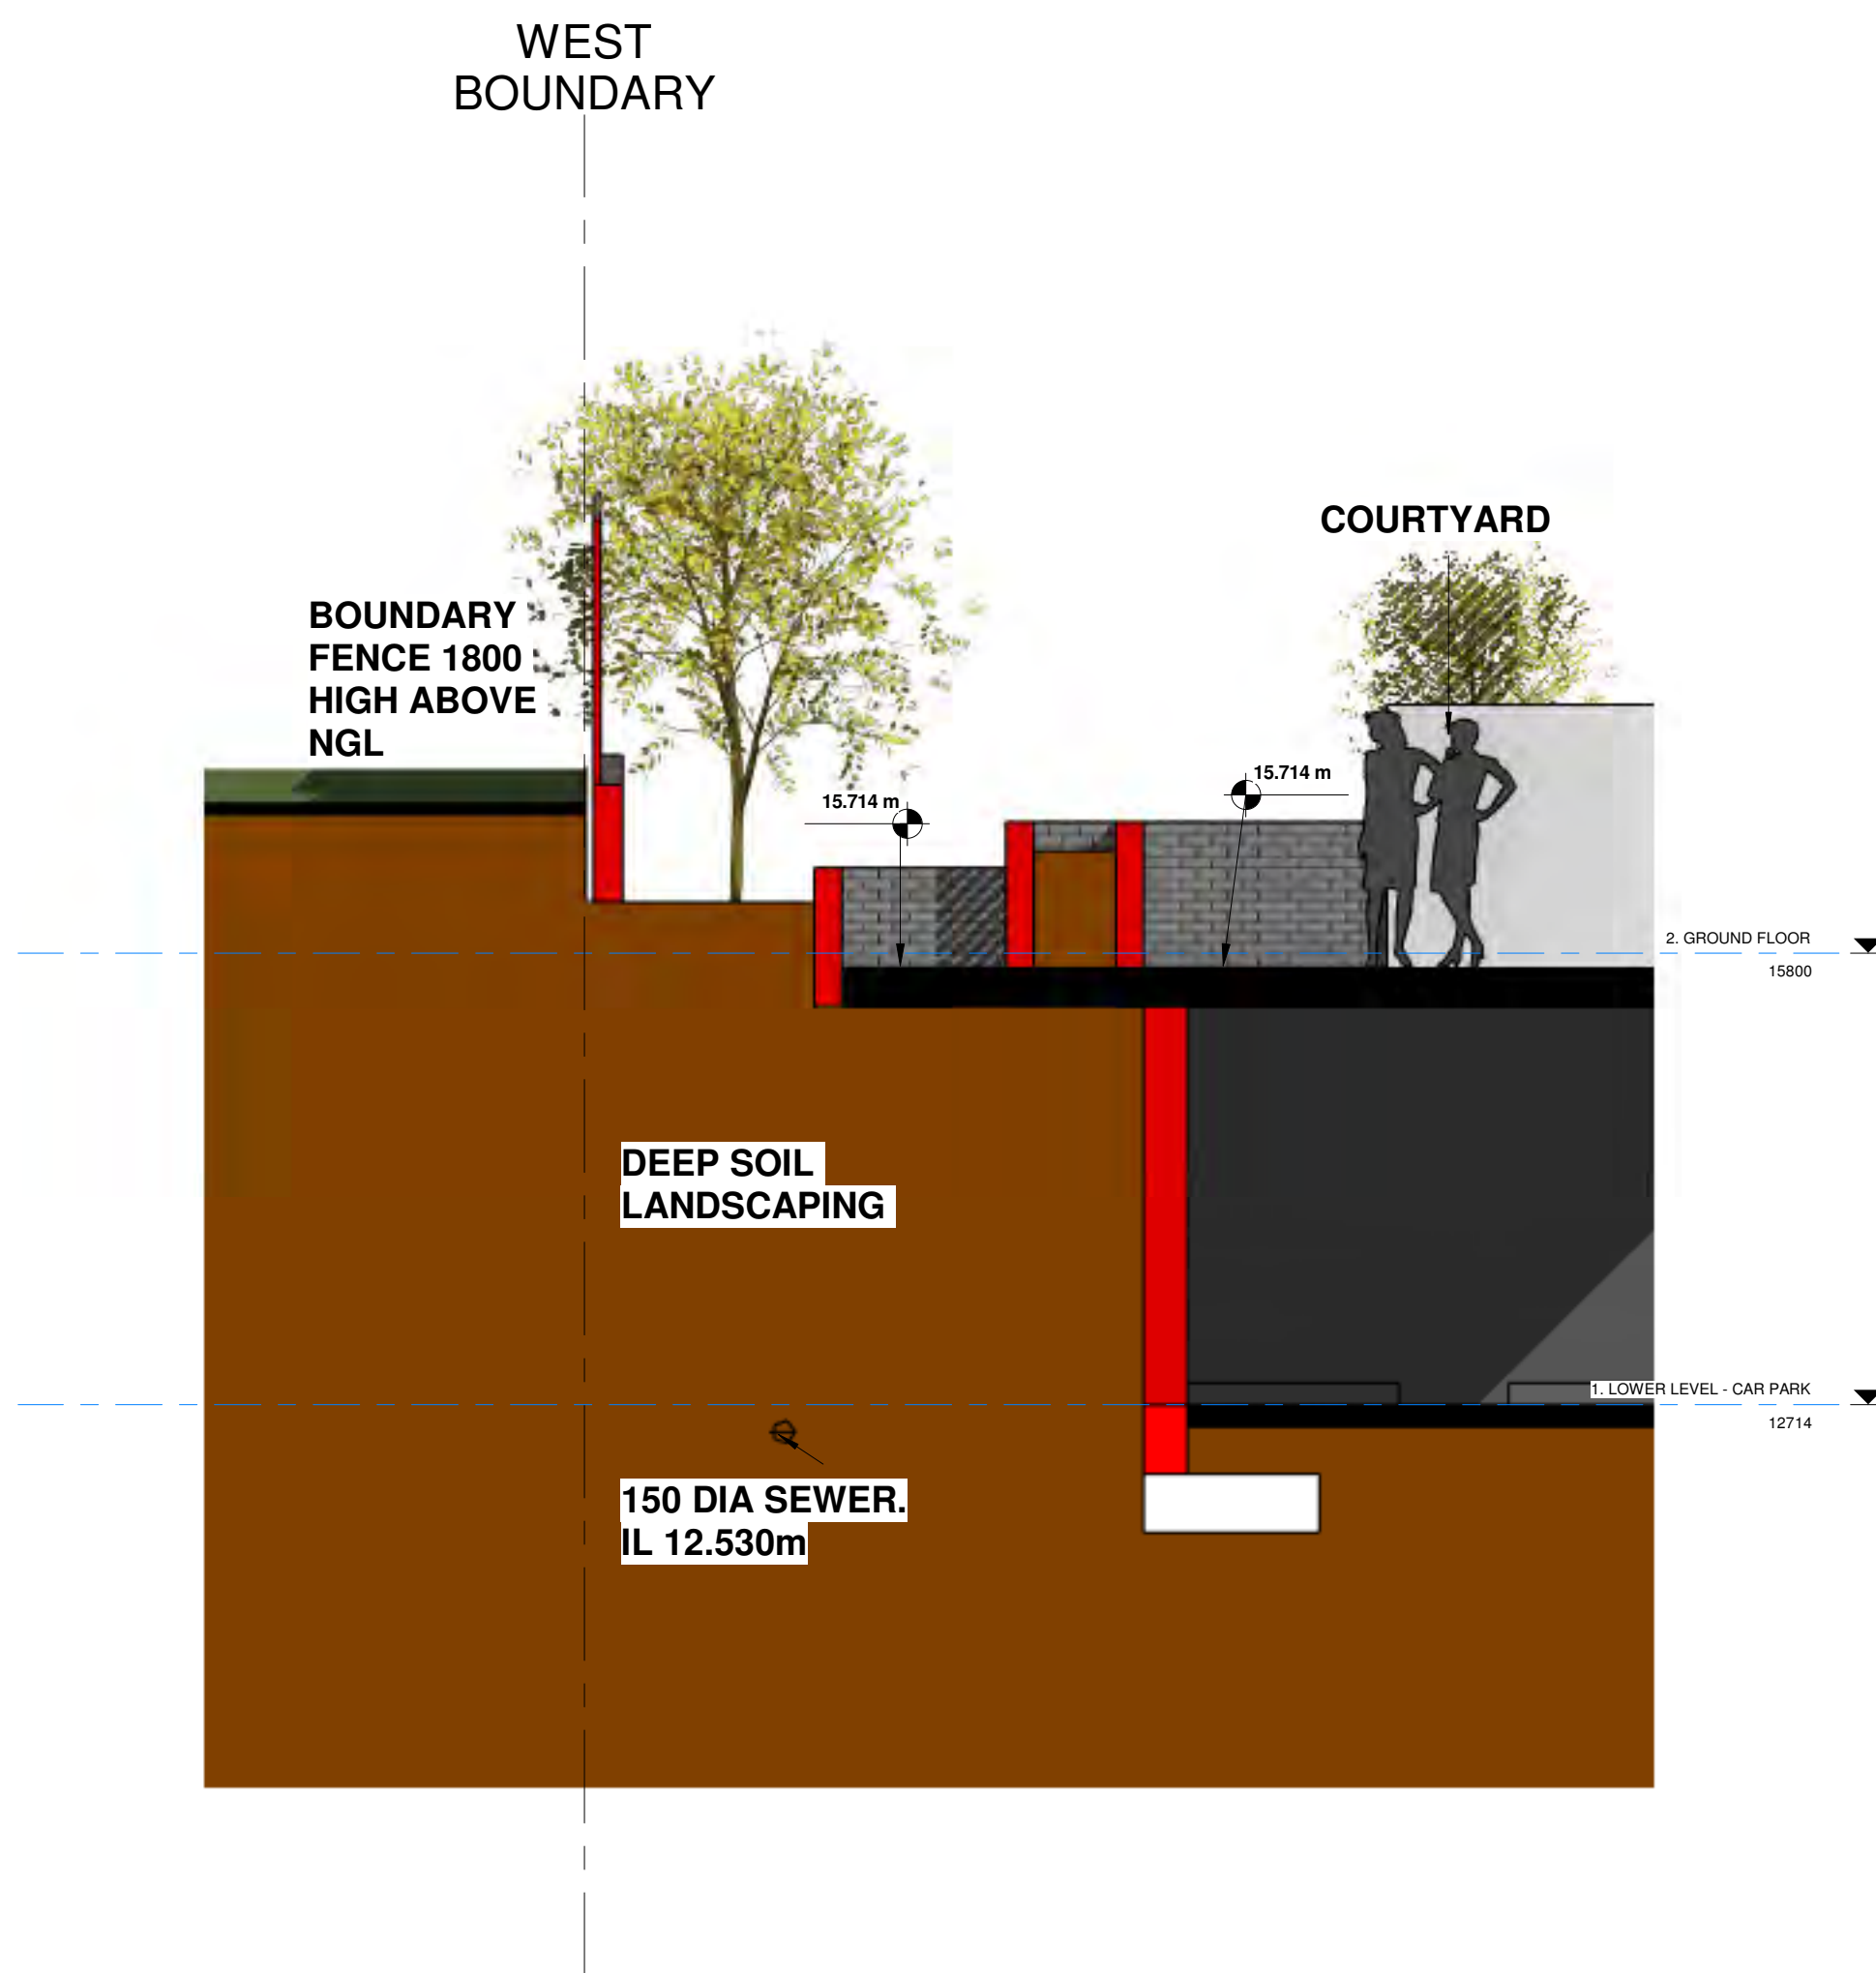 WEST
BOUNDARY
COURTYARD
BOUNDARY
FENCE 1800
HIGH ABOVE
NGL
15.714 m
15.714 m
2. GROUND FLOOR
15800
DEEP SOIL
LANDSCAPING
1. LOWER LEVEL - CAR PARK
12714
150 DIA SEWER.
IL 12.530m